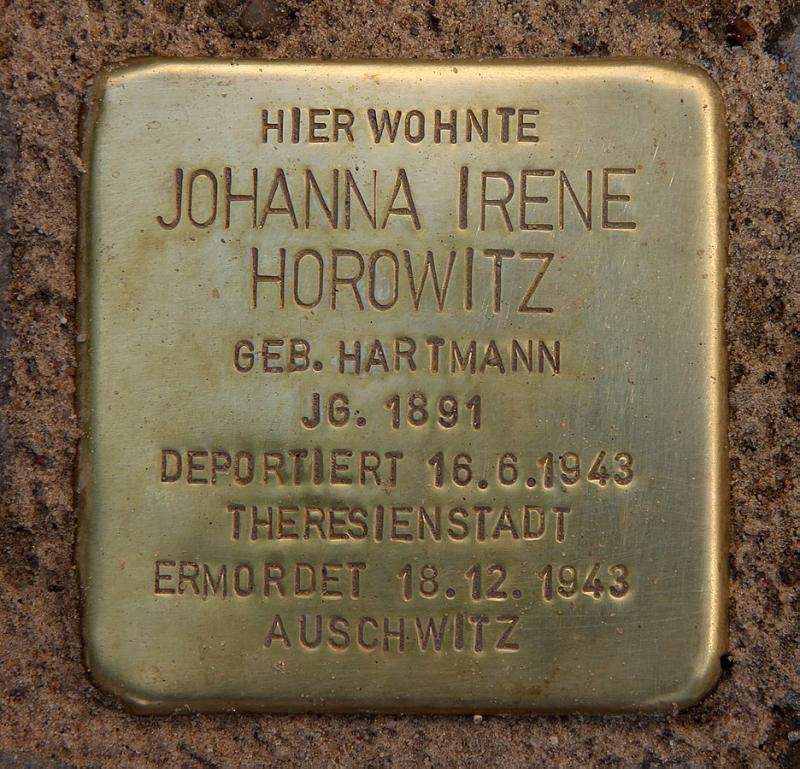 HIER WOHNTE
JOHANNA IRENE
HOROWITZ
GEB. HARTMANN
JG. 1891
DEPORTIERT 16.6.1943
THERESIENSTADT
ERMORDET 18.12.1943
AUSCHWITZ